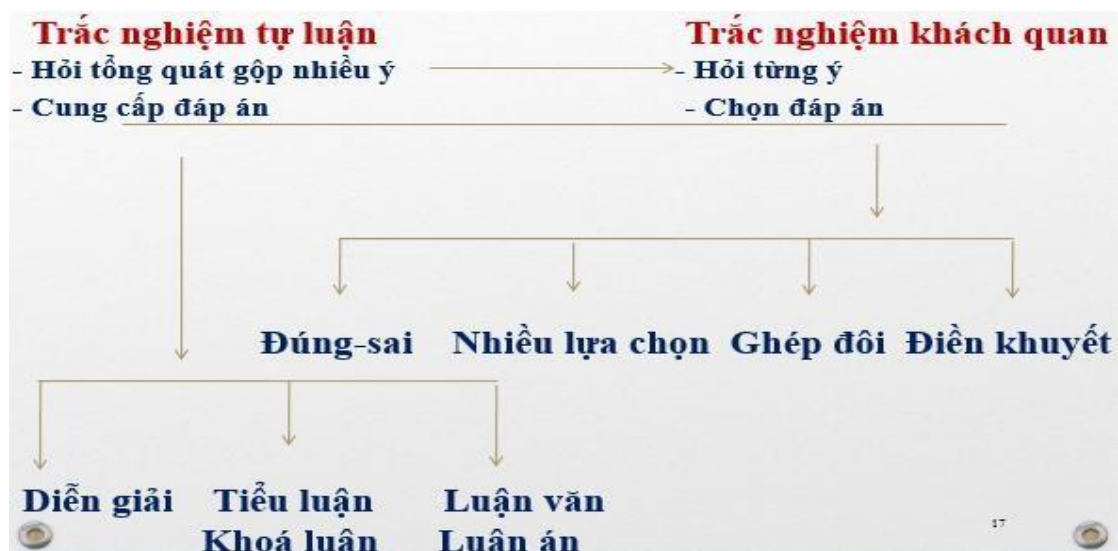 Trắc nghiệm tự luận
- Hỏi tổng quát gộp nhiều ý
- Cung cấp đáp án
Trắc nghiệm khách quan
- Hỏi từng ý
- Chọn đáp án
Đúng-sai Nhiều lựa chọn Ghép đôi Điền khuyết
Diễn giải Tiểu luận Luận văn
Khoá luận Luận án
17